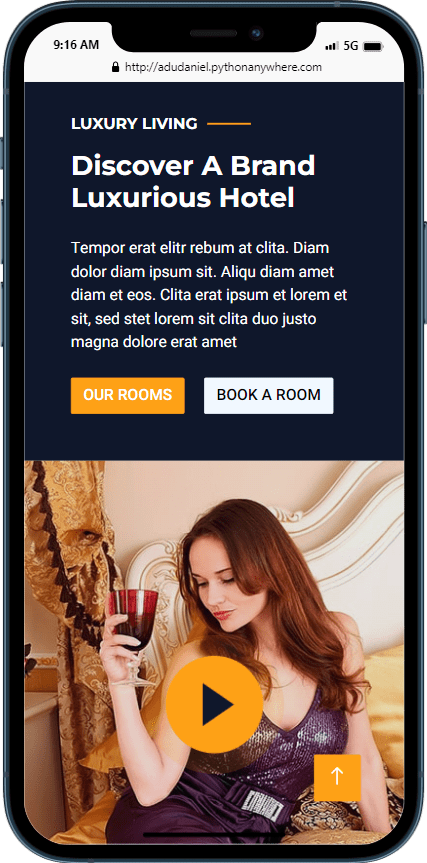 9:16 AM 5G
http://adudaniel.pythonanywhere.com
LUXURY LIVING
Discover A Brand
Luxurious Hotel
Tempor erat elitr rebum at clita. Diam
dolor diam ipsum sit. Aliqu diam amet
diam et eos. Clita erat ipsum et lorem et
sit, sed stet lorem sit clita duo justo
magna dolore erat amet
OUR ROOMS BOOK A ROOM